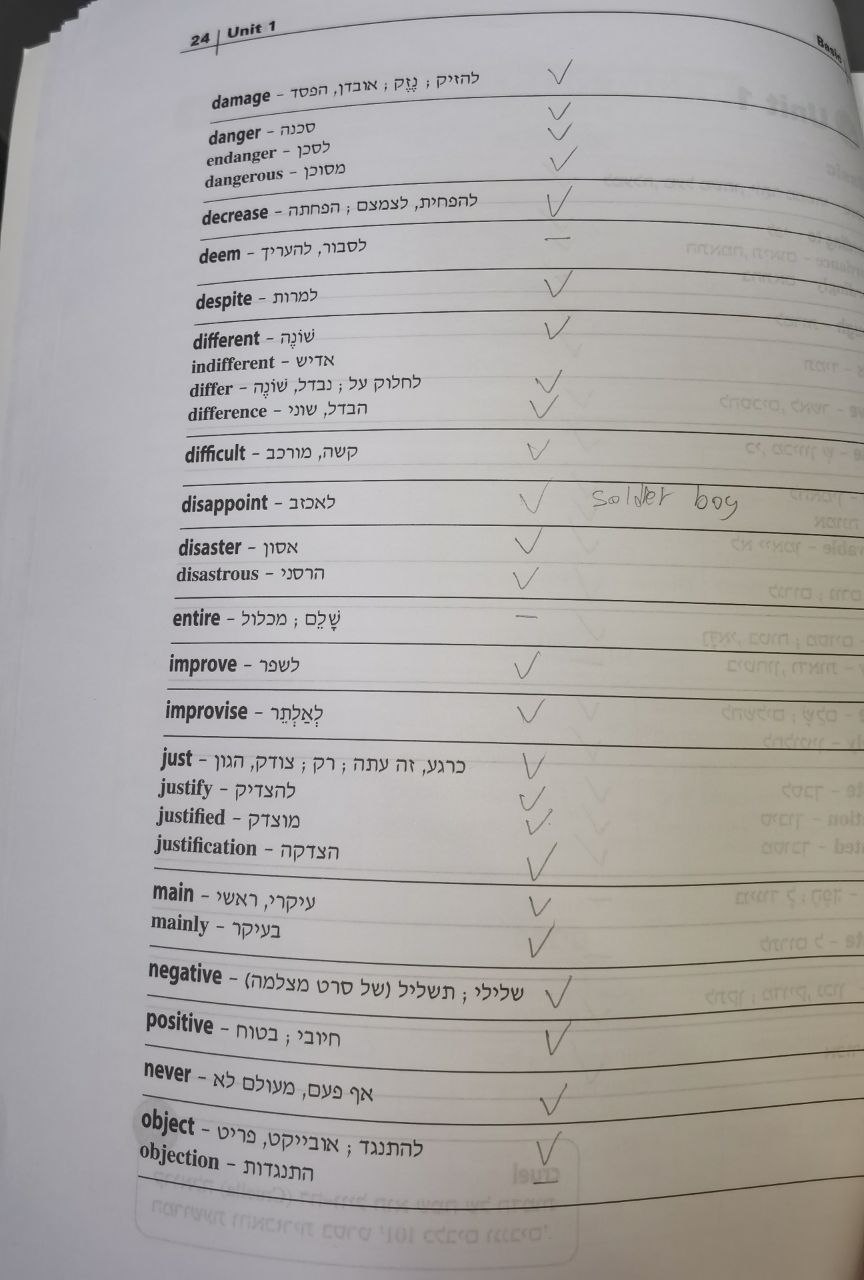 24 | Unit 1
Basic
damage – להזיק ; נֶזֶק ; אובדן, הפסד
danger – סכנה
endanger – לסכן
dangerous – מסוכן
decrease – להפחית, לצמצם ; הפחתה
deem – לסבור, להעריך
despite – למרות
different – שׁוֹנֶה
indifferent – אדיש
differ – לחלוק על ; נבדל, שׁוֹנֶה
difference – הבדל, שוני
difficult – קשה, מורכב
disappoint – לאכזב solder boy
disaster – אסון
disastrous – הרסני
entire – שָׁלֵם ; מכלול
improve – לשפר
improvise – לְאַלְתֵּר
just – כרגע, זה עתה ; רק ; צודק, הגון
justify – להצדיק
justified – מוצדק
justification – הצדקה
main – עיקרי, ראשי
mainly – בעיקר
negative – שלילי ; תשליל (של סרט מצלמה)
positive – חיובי ; בטוח
never – אף פעם, מעולם לא
object – להתנגד ; אובייקט, פריט
objection – התנגדות